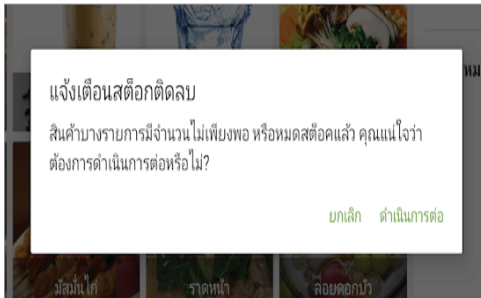 หม
แจ้งเตือนสต็อกติดลบ
สินค้าบางรายการมีจำนวนไม่เพียงพอ หรือหมดสต็อคแล้ว คุณแน่ใจว่า
ต้องการดำเนินการต่อหรือไม่?
ยกเลิก ดำเนินการต่อ
มัสมั่นไก่ ราดหน้า ลอยดอกบัว